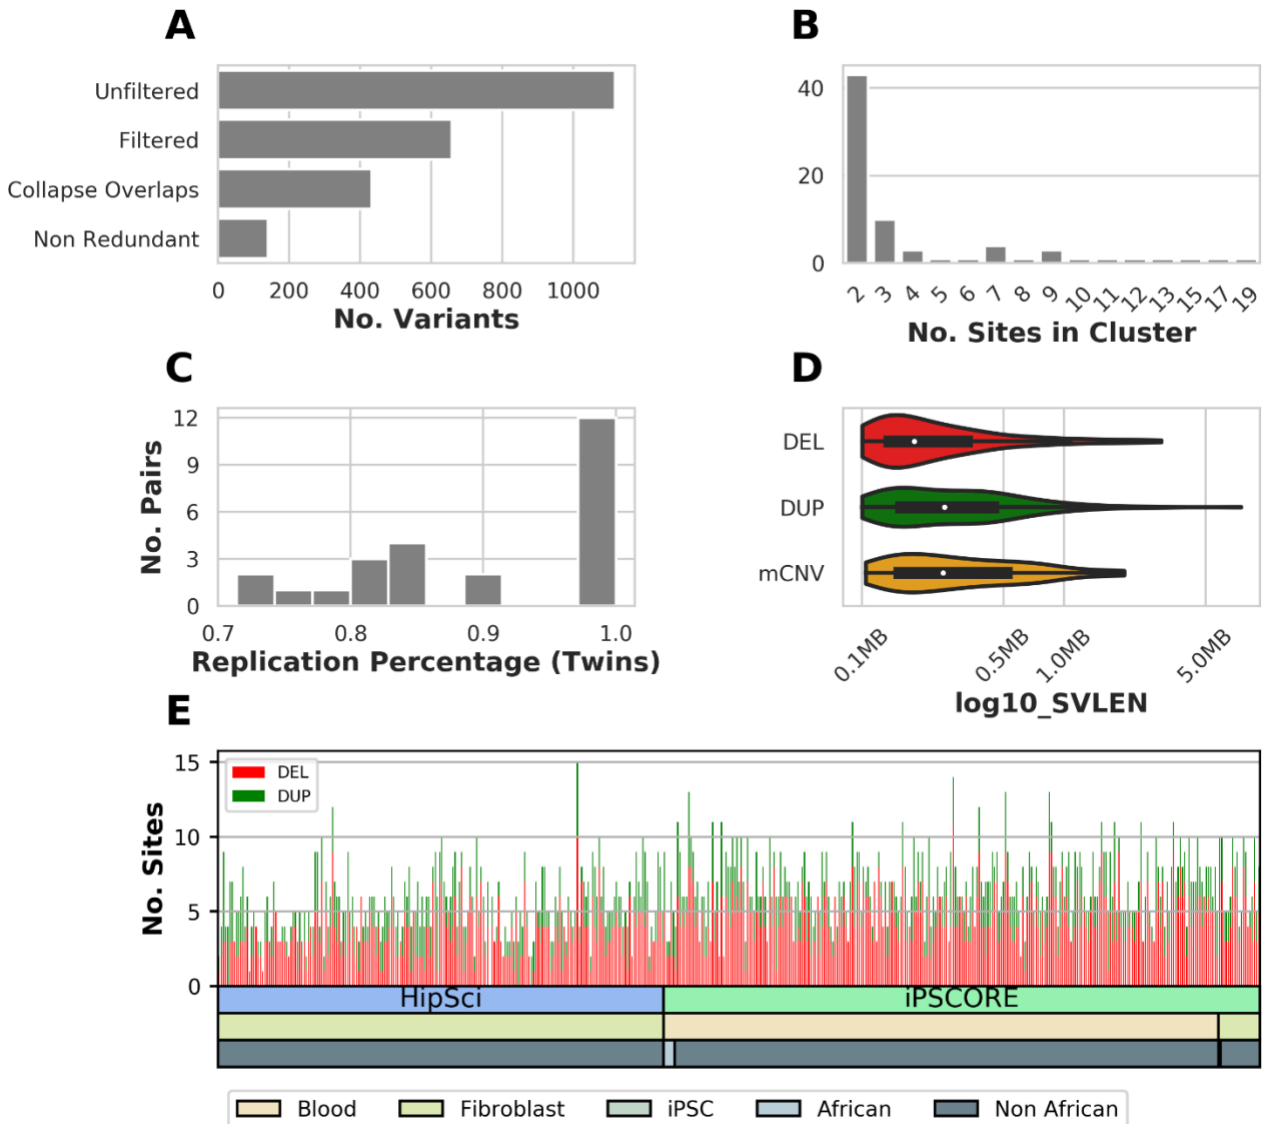 A
Unfiltered
Filtered
Collapse Overlaps
Non Redundant
0 200 400 600 800 1000
No. Variants
B
40
20
0
2 3 4 5 6 7 8 9 10 11 12 13 15 17 19
No. Sites in Cluster
C
No. Pairs
12
9
6
3
0
0.7 0.8 0.9 1.0
Replication Percentage (Twins)
D
DEL
DUP
mCNV
0.1MB 0.5MB 1.0MB 5.0MB
log10_SVLEN
E
No. Sites
15
10
5
0
DEL
DUP
HipSci iPSCORE
Blood Fibroblast iPSC African Non African